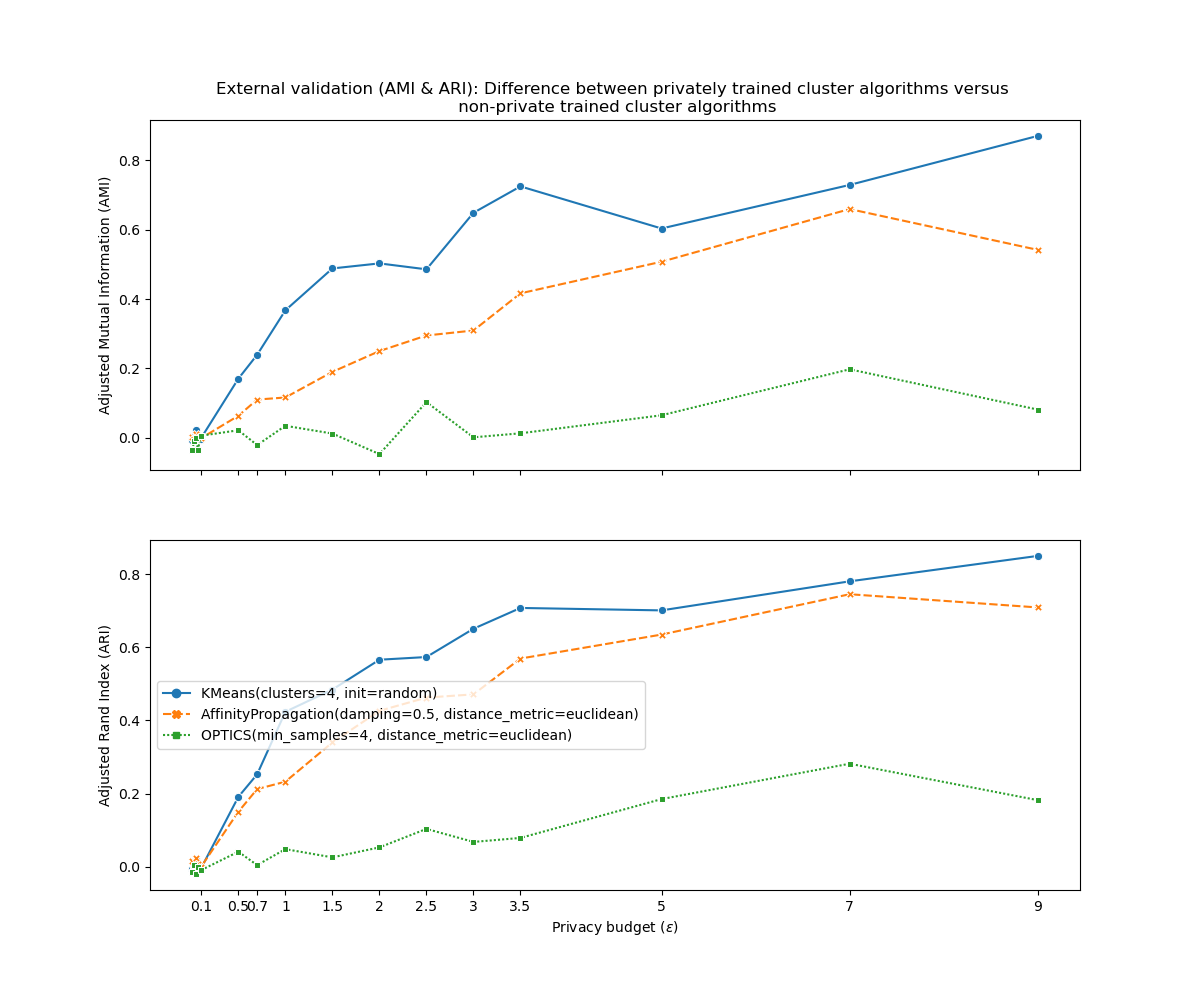 External validation (AMI & ARI): Difference between privately trained cluster algorithms versus
non-private trained cluster algorithms
Adjusted Mutual Information (AMI)
0.8
0.6
0.4
0.2
0.0
Adjusted Rand Index (ARI)
0.8
0.6
0.4
0.2
0.0
KMeans(clusters=4, init=random)
AffinityPropagation(damping=0.5, distance_metric=euclidean)
OPTICS(min_samples=4, distance_metric=euclidean)
0.1 0.5 0.7 1 1.5 2 2.5 3 3.5 5 7 9
Privacy budget (ε)